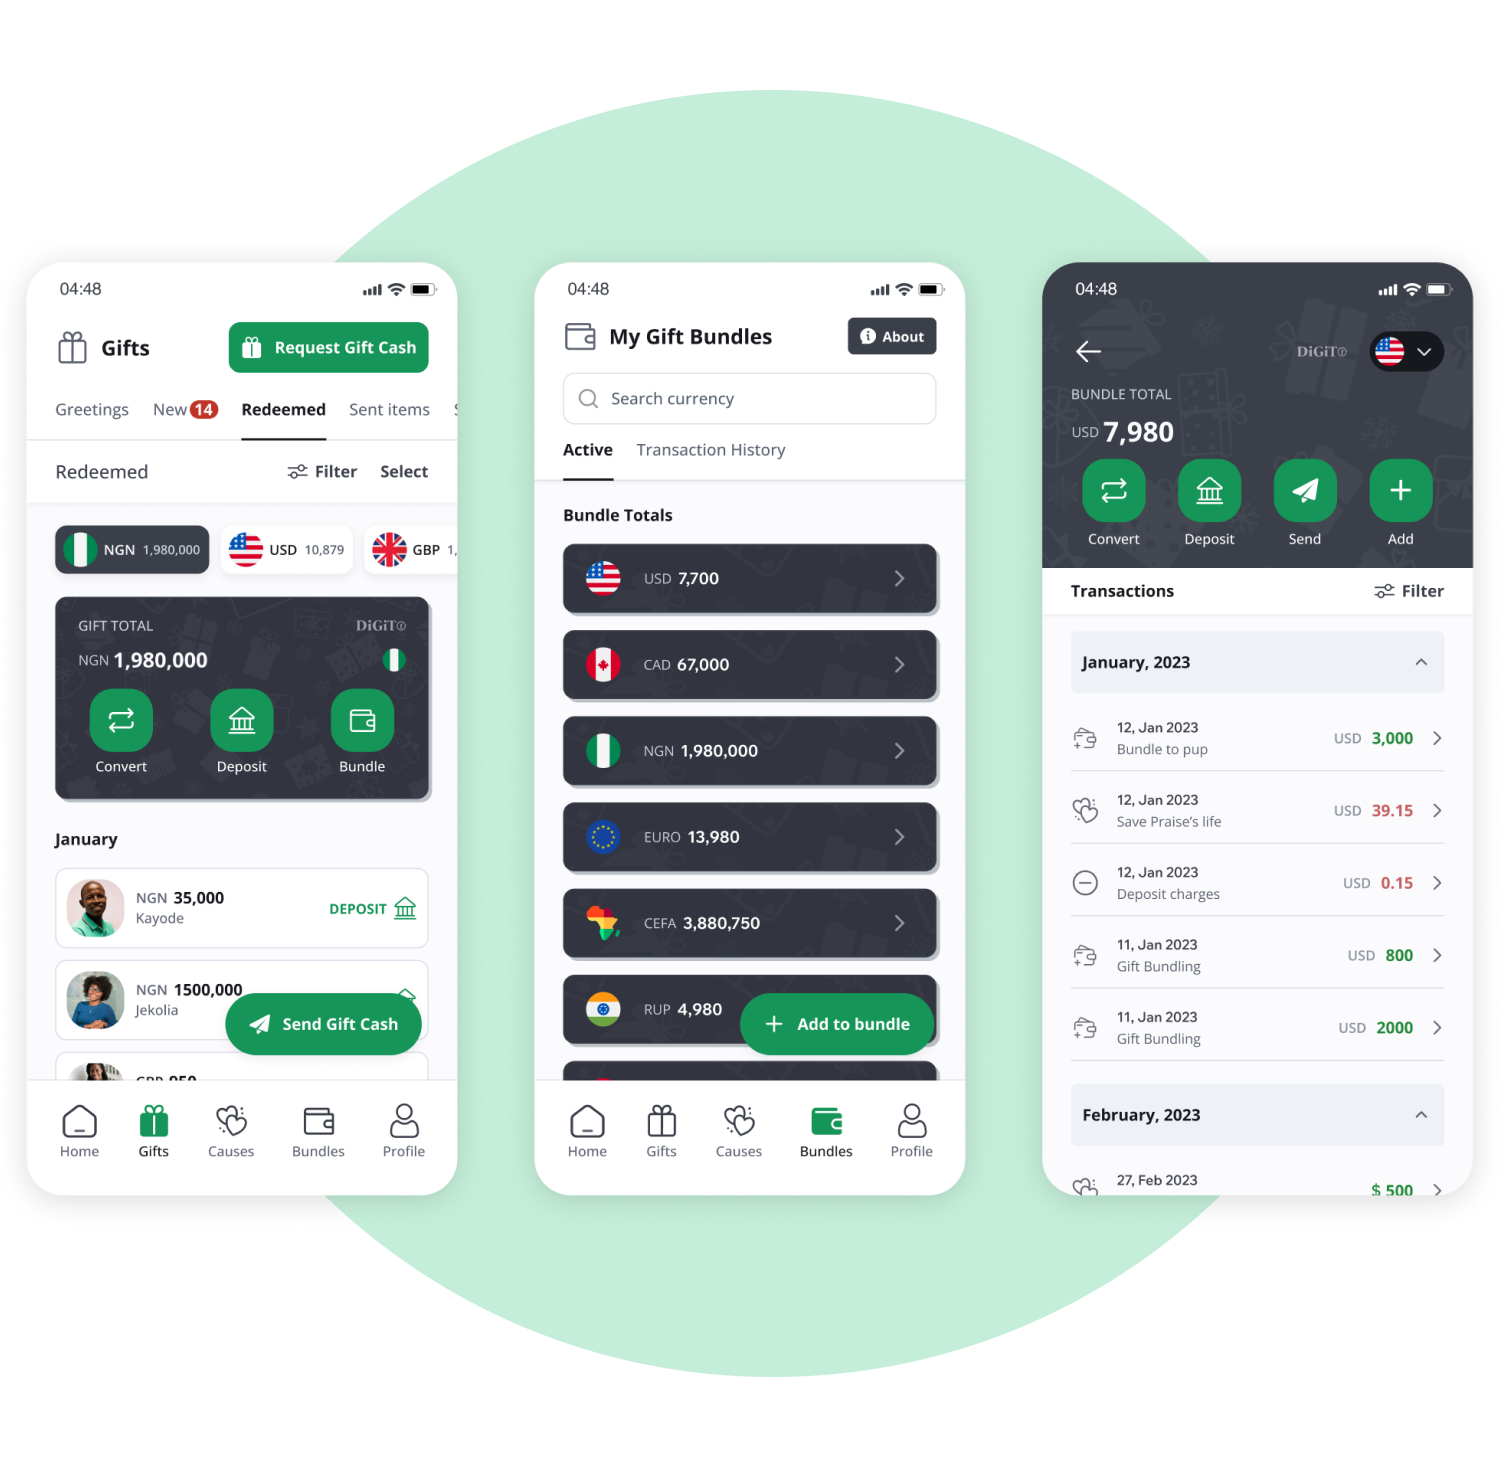 04:48
Gifts
Request Gift Cash
Greetings New 14 Redeemed Sent items
Redeemed Filter Select
NGN 1,980,000 USD 10,879 GBP 1,
GIFT TOTAL DiGiT
NGN 1,980,000
Convert Deposit Bundle
January
NGN 35,000
Kayode
DEPOSIT
NGN 1500,000
Jekolia
Send Gift Cash
GBP 950
Home Gifts Causes Bundles Profile
04:48
My Gift Bundles
About
Search currency
Active Transaction History
Bundle Totals
USD 7,700
CAD 67,000
NGN 1,980,000
EURO 13,980
CEFA 3,880,750
RUP 4,980
Add to bundle
Home Gifts Causes Bundles Profile
04:48
DiGiT
BUNDLE TOTAL
USD 7,980
Convert Deposit Send Add
Transactions Filter
January, 2023
12, Jan 2023
Bundle to pup
USD 3,000
12, Jan 2023
Save Praise's life
USD 39.15
12, Jan 2023
Deposit charges
USD 0.15
11, Jan 2023
Gift Bundling
USD 800
11, Jan 2023
Gift Bundling
USD 2000
February, 2023
27, Feb 2023
$ 500